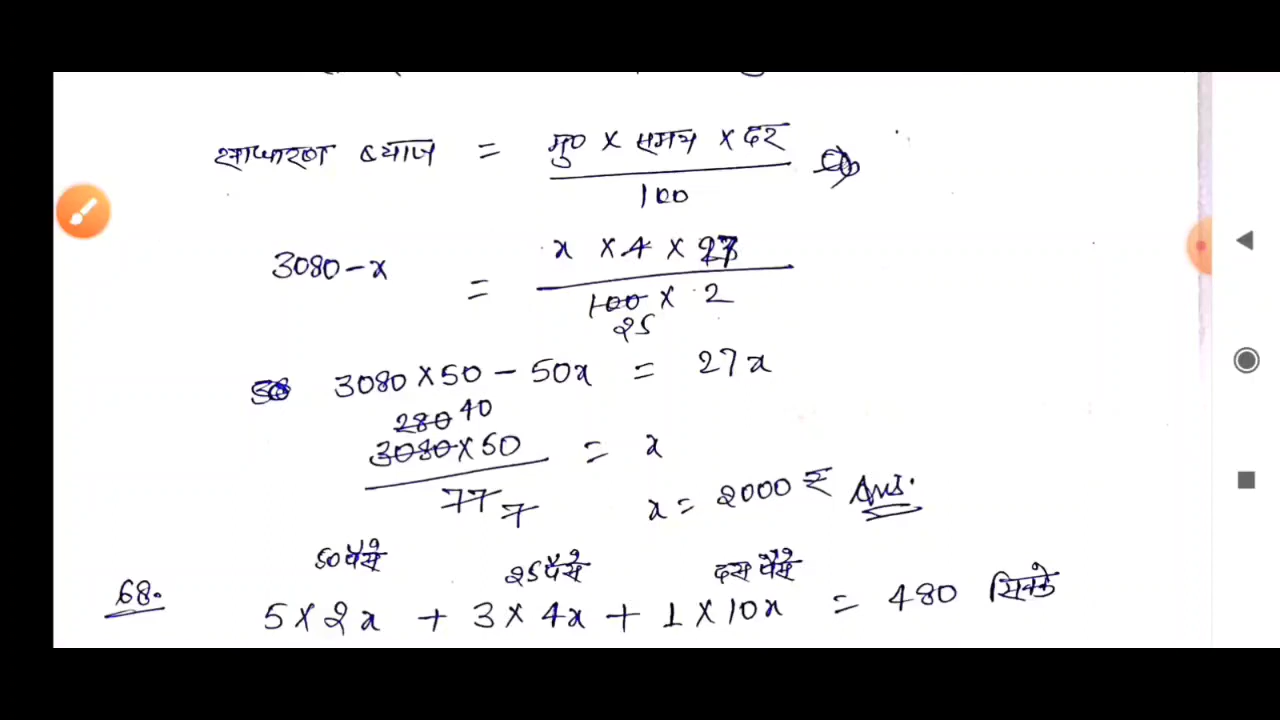 साधारण ब्याज = मू० × समय × दर
100
3080 - x = x × 4 × 27
100 × 2
25
3080 × 50 - 50x = 27x
280 40
3080 × 50 = x
77 7
x = 2000 ₹ Ans.
50 पैसे 25 पैसे दस पैसे
68. 5 × 2x + 3 × 4x + 1 × 10x = 480 सिक्के